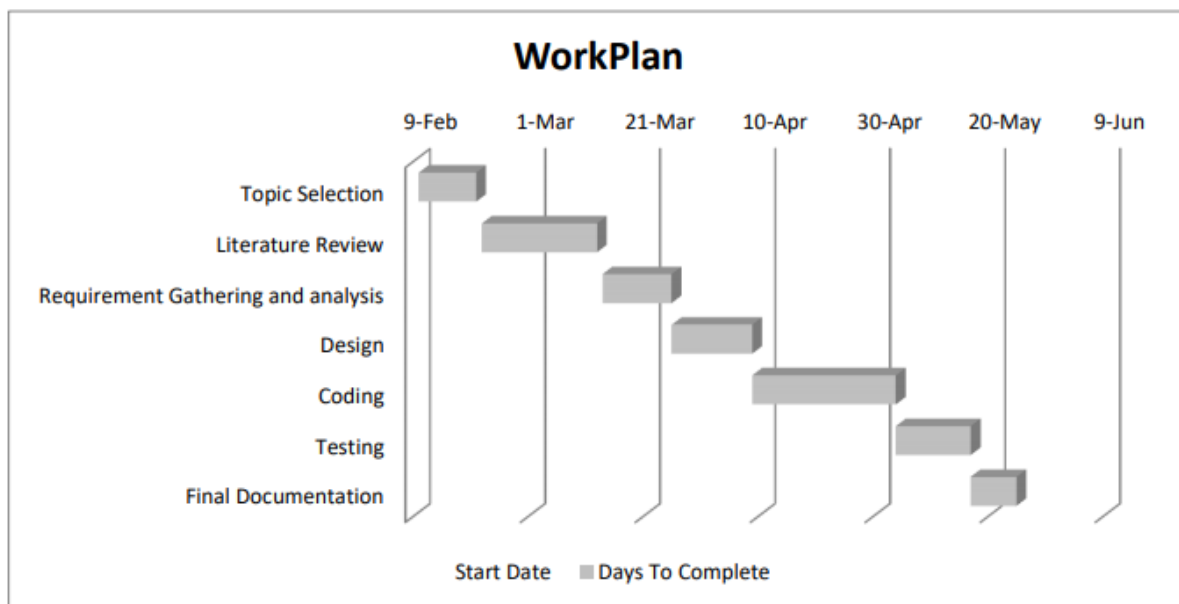 WorkPlan
9-Feb 1-Mar 21-Mar 10-Apr 30-Apr 20-May 9-Jun
Topic Selection
Literature Review
Requirement Gathering and analysis
Design
Coding
Testing
Final Documentation
Start Date Days To Complete